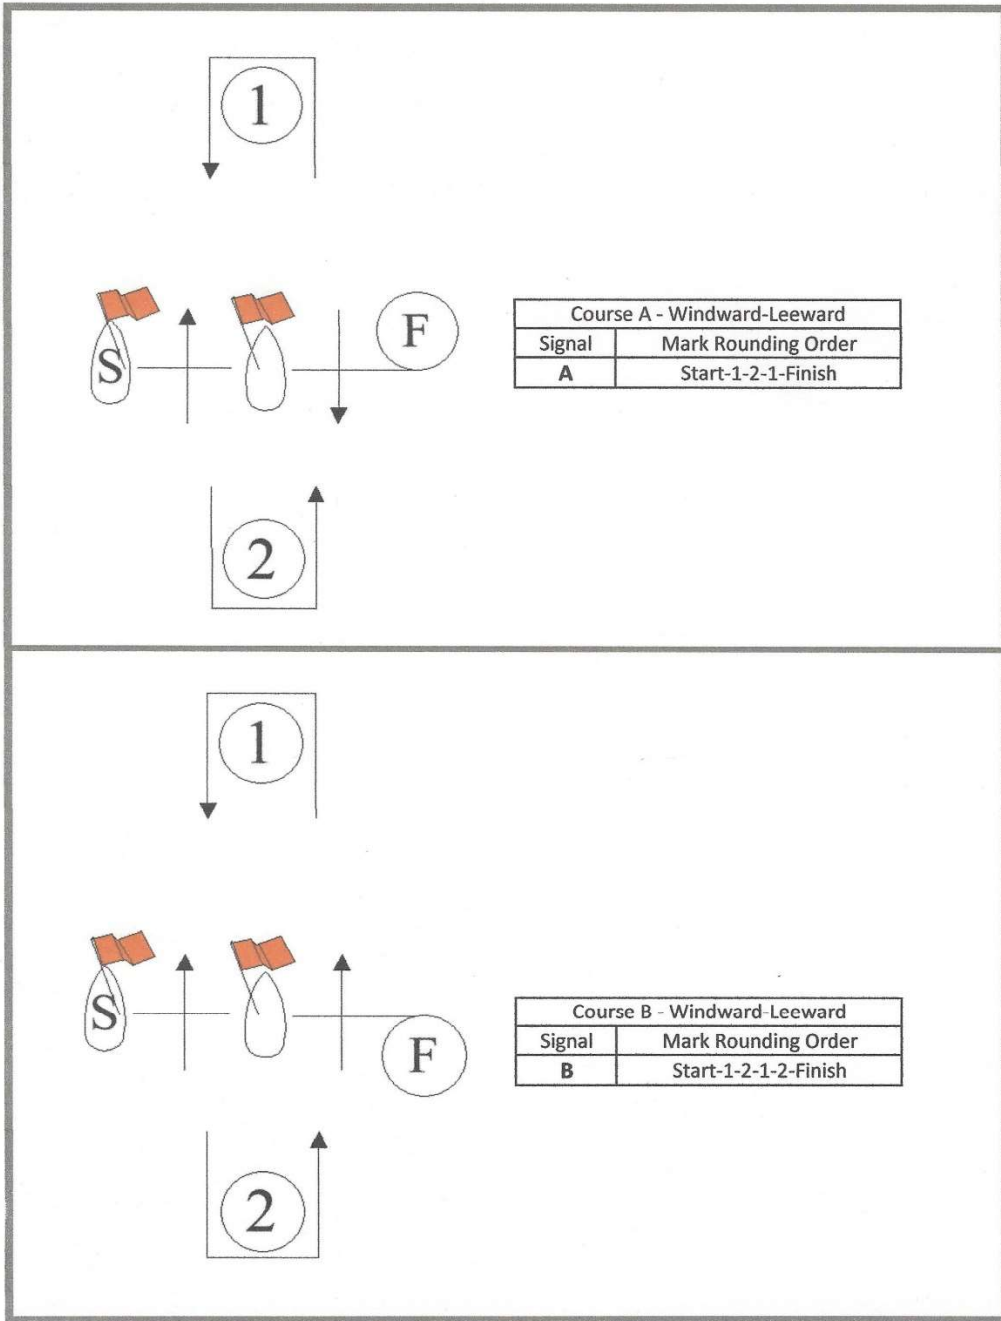 1
S
F
Course A - Windward-Leeward
Signal Mark Rounding Order
A Start-1-2-1-Finish
2
1
S
F
Course B - Windward-Leeward
Signal Mark Rounding Order
B Start-1-2-1-2-Finish
2